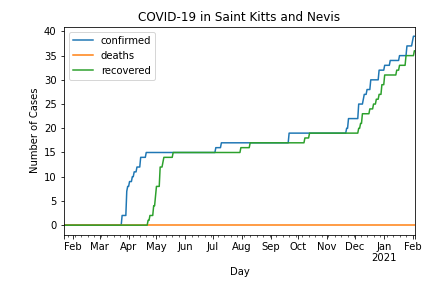 COVID-19 in Saint Kitts and Nevis
confirmed
deaths
recovered
Number of Cases
40
35
30
25
20
15
10
5
0
Feb Mar Apr May Jun Jul Aug Sep Oct Nov Dec Jan Feb
2021
Day